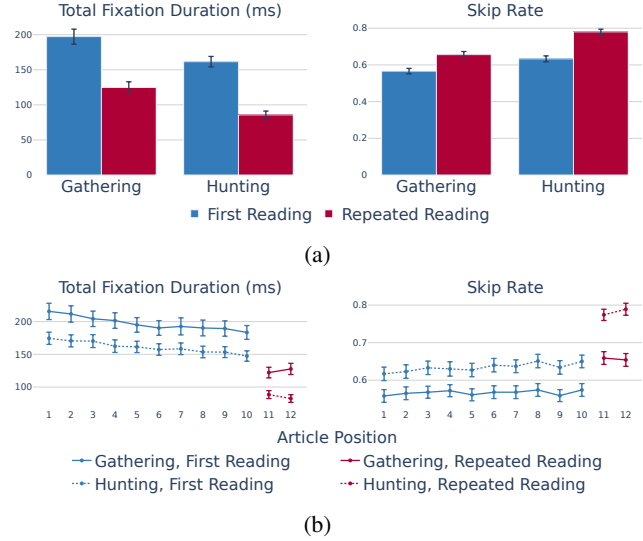 Total Fixation Duration (ms)
Skip Rate
200
150
100
50
0
Gathering
Hunting
0.8
0.6
0.4
0.2
0
Gathering
Hunting
First Reading
Repeated Reading
(a)
Total Fixation Duration (ms)
Skip Rate
200
150
100
1 2 3 4 5 6 7 8 9 10 11 12
0.8
0.7
0.6
1 2 3 4 5 6 7 8 9 10 11 12
Article Position
Gathering, First Reading
Gathering, Repeated Reading
Hunting, First Reading
Hunting, Repeated Reading
(b)